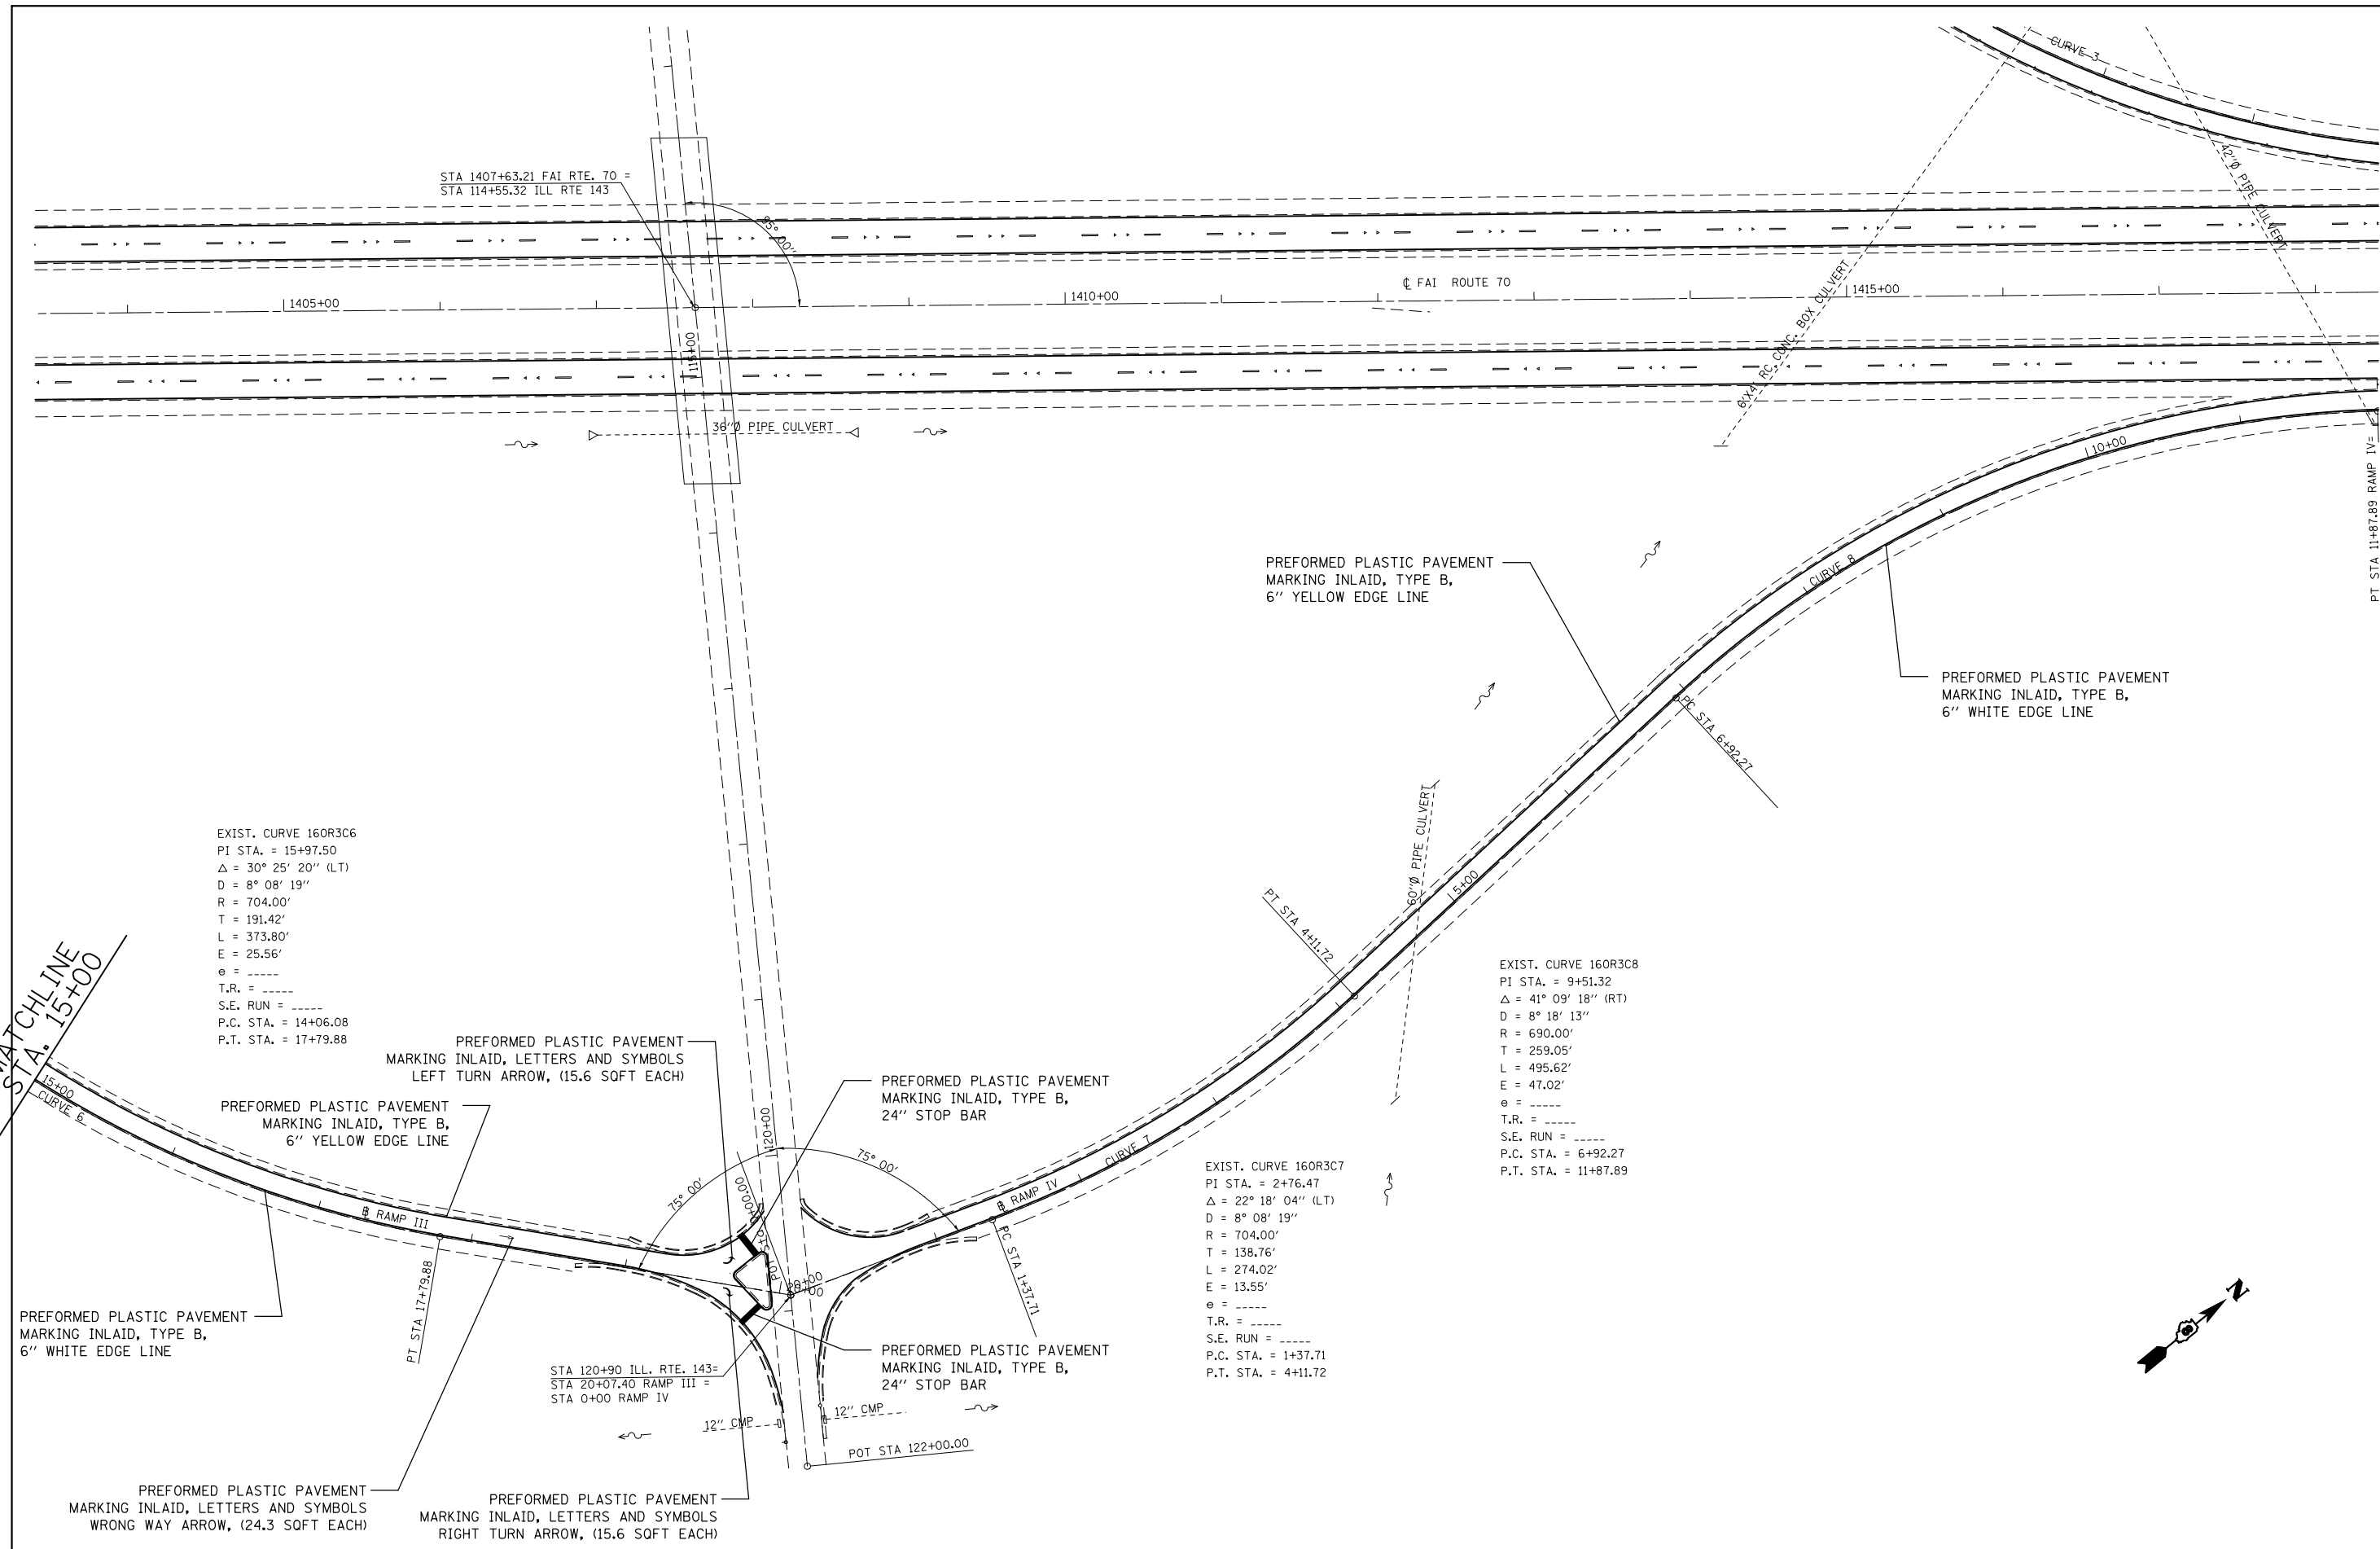 CURVE 3
42"Ø PIPE CULVERT
STA 1407+63.21 FAI RTE. 70 =
STA 114+55.32 ILL RTE 143
85° 00''
1405+00
1410+00
℄ FAI ROUTE 70
1415+00
6'X4' RC. CONC. BOX CULVERT
115+00
36''Ø PIPE CULVERT
10+00
PT STA 11+87.89 RAMP IV=
CURVE 8
PREFORMED PLASTIC PAVEMENT
MARKING INLAID, TYPE B,
6'' YELLOW EDGE LINE
PREFORMED PLASTIC PAVEMENT
MARKING INLAID, TYPE B,
6'' WHITE EDGE LINE
PC STA 6+92.27
60''Ø PIPE CULVERT
5+00
PT STA 4+11.72
EXIST. CURVE 160R3C6
PI STA. = 15+97.50
△ = 30° 25' 20'' (LT)
D = 8° 08' 19''
R = 704.00'
T = 191.42'
L = 373.80'
E = 25.56'
e = _____
T.R. = _____
S.E. RUN = _____
P.C. STA. = 14+06.08
P.T. STA. = 17+79.88
MATCHLINE
STA. 15+00
EXIST. CURVE 160R3C8
PI STA. = 9+51.32
△ = 41° 09' 18'' (RT)
D = 8° 18' 13''
R = 690.00'
T = 259.05'
L = 495.62'
E = 47.02'
e = _____
T.R. = _____
S.E. RUN = _____
P.C. STA. = 6+92.27
P.T. STA. = 11+87.89
PREFORMED PLASTIC PAVEMENT
MARKING INLAID, LETTERS AND SYMBOLS
LEFT TURN ARROW, (15.6 SQFT EACH)
PREFORMED PLASTIC PAVEMENT
MARKING INLAID, TYPE B,
24'' STOP BAR
15+00
CURVE 6
PREFORMED PLASTIC PAVEMENT
MARKING INLAID, TYPE B,
6'' YELLOW EDGE LINE
120+00
75° 00'
75° 00'
CURVE 7
EXIST. CURVE 160R3C7
PI STA. = 2+76.47
△ = 22° 18' 04'' (LT)
D = 8° 08' 19''
R = 704.00'
T = 138.76'
L = 274.02'
E = 13.55'
e = _____
T.R. = _____
S.E. RUN = _____
P.C. STA. = 1+37.71
P.T. STA. = 4+11.72
RAMP III
RAMP IV
POT STA 0+00.00
20+00
PC STA 1+37.71
PT STA 17+79.88
PREFORMED PLASTIC PAVEMENT
MARKING INLAID, TYPE B,
6'' WHITE EDGE LINE
PREFORMED PLASTIC PAVEMENT
MARKING INLAID, TYPE B,
24'' STOP BAR
STA 120+90 ILL. RTE. 143=
STA 20+07.40 RAMP III =
STA 0+00 RAMP IV
12'' CMP
12'' CMP
POT STA 122+00.00
PREFORMED PLASTIC PAVEMENT
MARKING INLAID, LETTERS AND SYMBOLS
WRONG WAY ARROW, (24.3 SQFT EACH)
PREFORMED PLASTIC PAVEMENT
MARKING INLAID, LETTERS AND SYMBOLS
RIGHT TURN ARROW, (15.6 SQFT EACH)
N